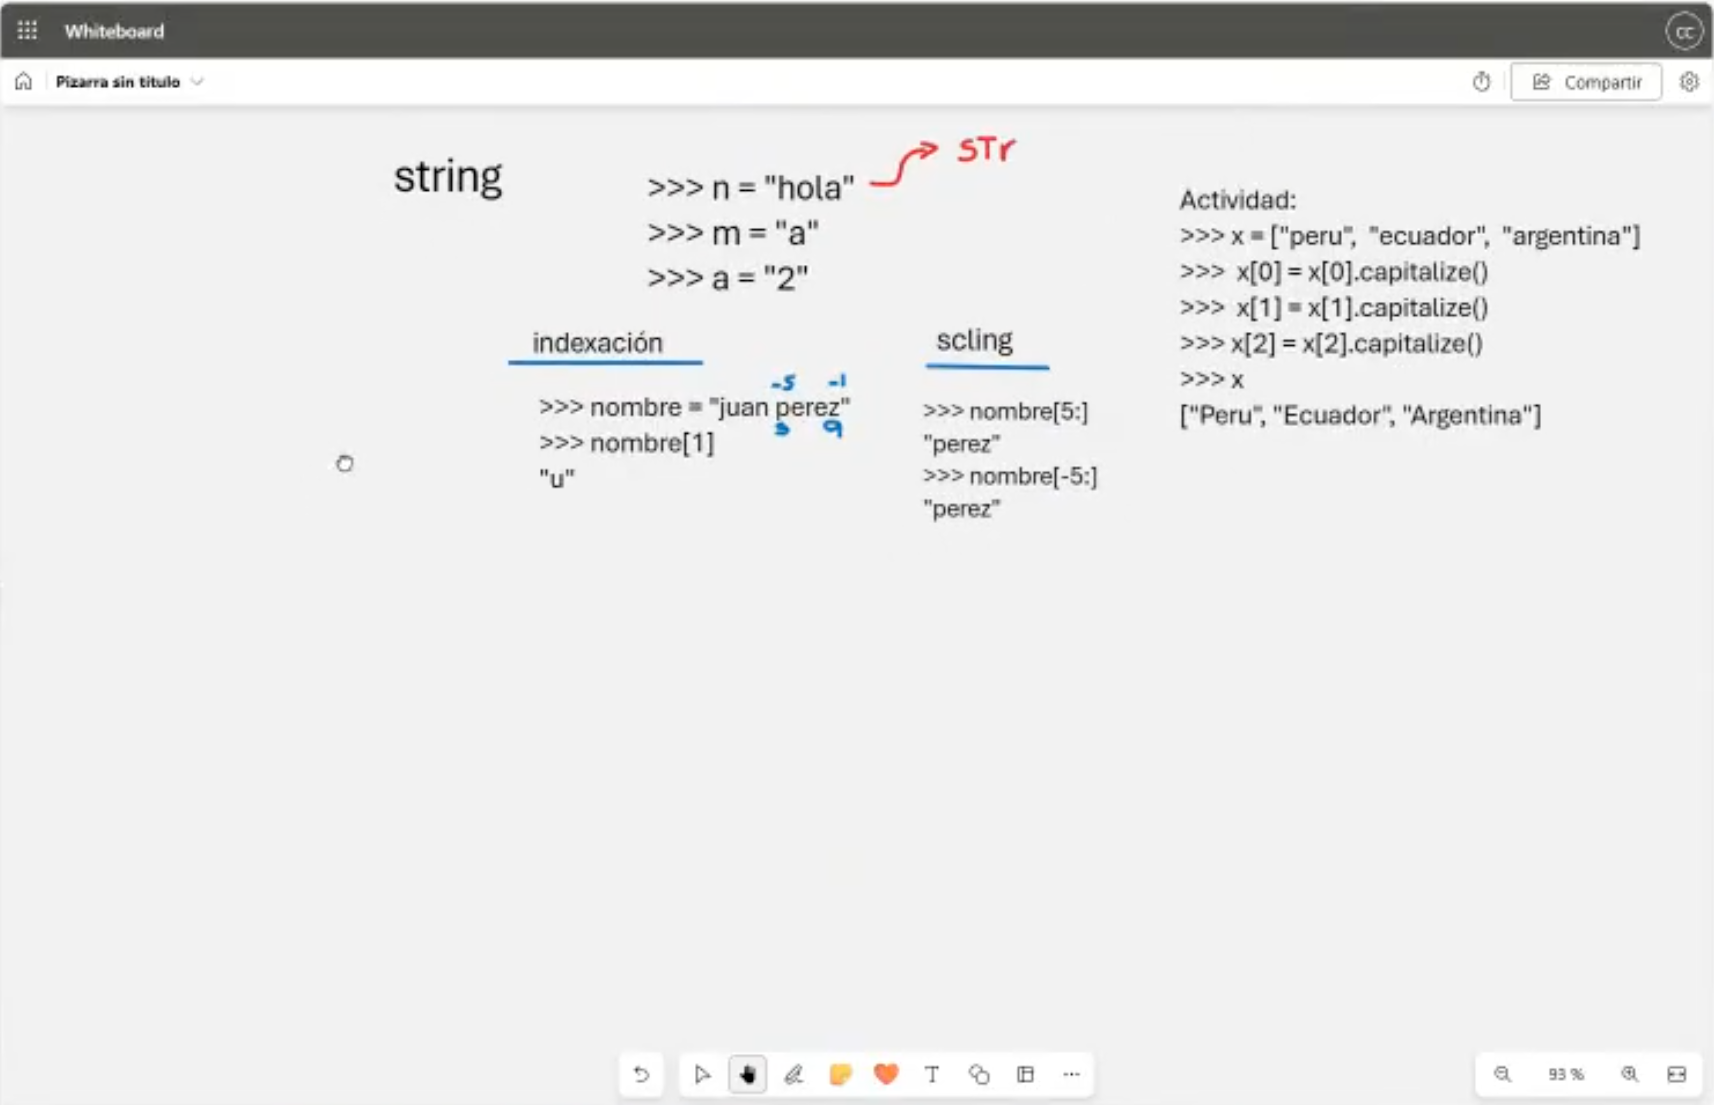 Whiteboard
CC
Pizarra sin título
Compartir
string
>>> n = "hola"
STr
>>> m = "a"
>>> a = "2"
indexación
-5 -1
>>> nombre = "juan perez"
5 9
>>> nombre[1]
"u"
scling
>>> nombre[5:]
"perez"
>>> nombre[-5:]
"perez"
Actividad:
>>> x = ["peru", "ecuador", "argentina"]
>>> x[0] = x[0].capitalize()
>>> x[1] = x[1].capitalize()
>>> x[2] = x[2].capitalize()
>>> x
["Peru", "Ecuador", "Argentina"]
T
93 %